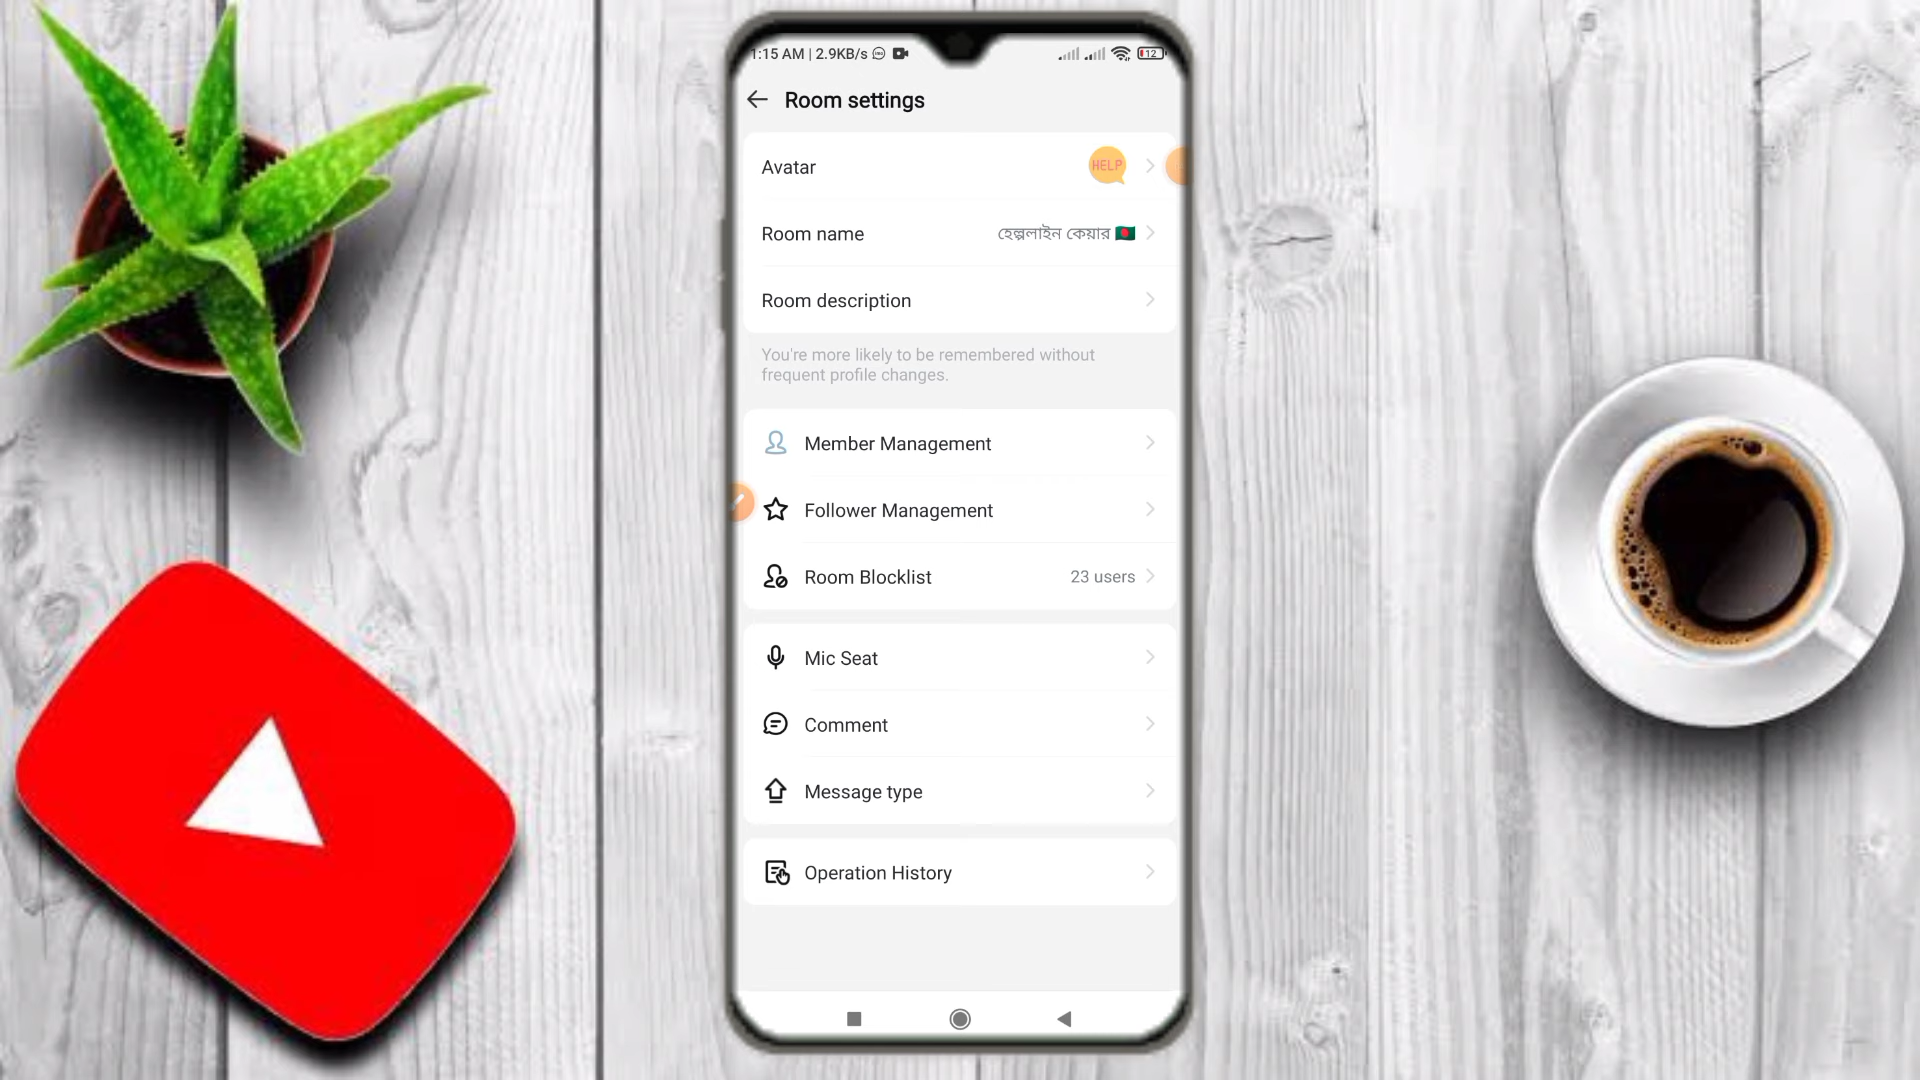 1:15 AM | 2.9KB/s
12
Room settings
Avatar
HELP
Room name
হেল্পলাইন কেয়ার 🇧🇩
Room description
You're more likely to be remembered without
frequent profile changes.
Member Management
Follower Management
Room Blocklist
23 users
Mic Seat
Comment
Message type
Operation History